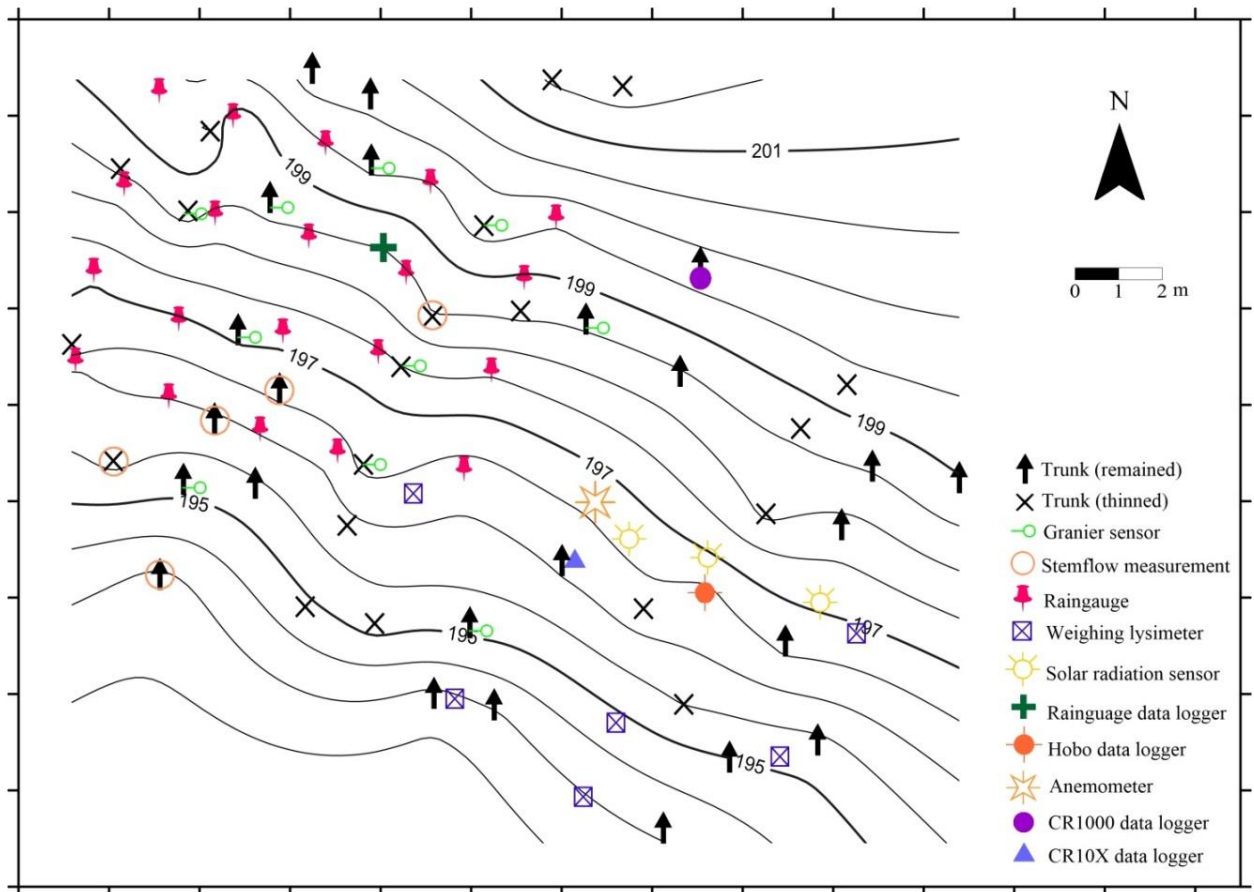 N
201
199
199
0 1 2 m
197
199
197
Trunk (remained)
Trunk (thinned)
195
Granier sensor
Stemflow measurement
Raingauge
197
195
Weighing lysimeter
Solar radiation sensor
Rainguage data logger
Hobo data logger
195
Anemometer
CR1000 data logger
CR10X data logger